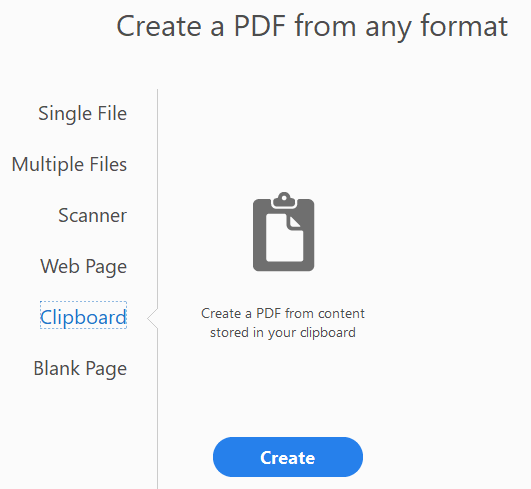 Create a PDF from any format
Single File
Multiple Files
Scanner
Web Page
Clipboard
Blank Page
Create a PDF from content
stored in your clipboard
Create